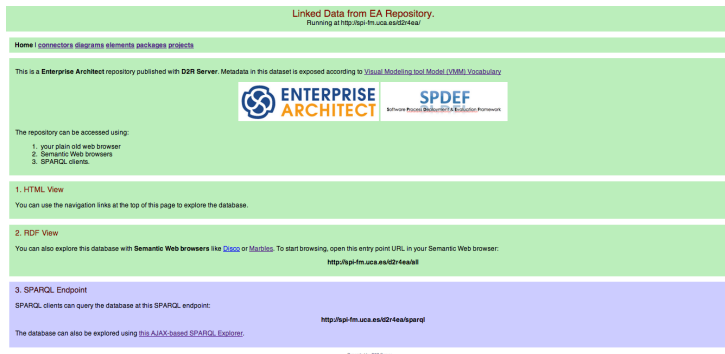 Linked Data from EA Repository.
Running at http://spi-fm.uca.es/d2r4ea/
Home | connectors diagrams elements packages projects
This is a Enterprise Architect repository published with D2R Server. Metadata in this dataset is exposed according to Visual Modeling tool Model (VMM) Vocabulary
ENTERPRISE
ARCHITECT
SPDEF
Software Process Deployment & Evaluation Framework
The repository can be accessed using:
1. your plain old web browser
2. Semantic Web browsers
3. SPARQL clients.
1. HTML View
You can use the navigation links at the top of this page to explore the database.
2. RDF View
You can also explore this database with Semantic Web browsers like Disco or Marbles. To start browsing, open this entry point URL in your Semantic Web browser:
http://spi-fm.uca.es/d2r4ea/all
3. SPARQL Endpoint
SPARQL clients can query the database at this SPARQL endpoint:
http://spi-fm.uca.es/d2r4ea/sparql
The database can also be explored using this AJAX-based SPARQL Explorer.